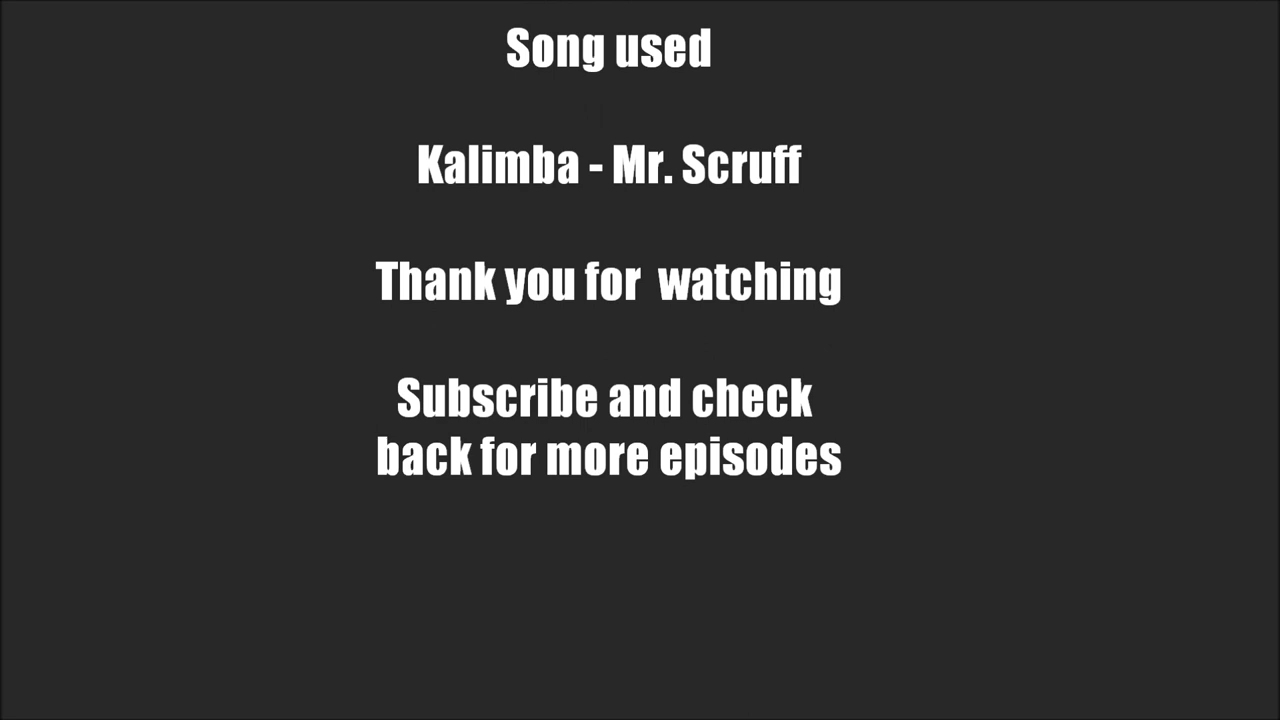 Song used
Kalimba - Mr. Scruff
Thank you for  watching
Subscribe and check
back for more episodes